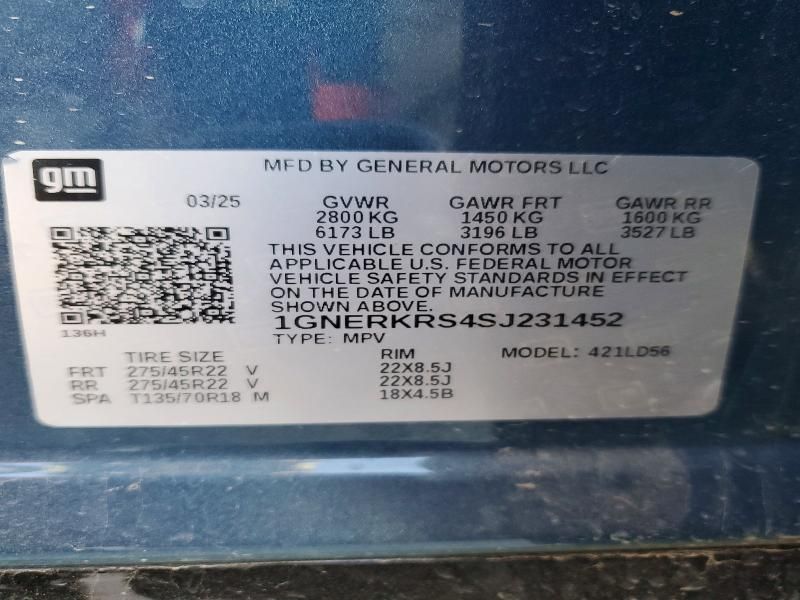 gm
MFD BY GENERAL MOTORS LLC
03/25 GVWR GAWR FRT GAWR RR
2800 KG 1450 KG 1600 KG
6173 LB 3196 LB 3527 LB
THIS VEHICLE CONFORMS TO ALL
APPLICABLE U.S. FEDERAL MOTOR
VEHICLE SAFETY STANDARDS IN EFFECT
ON THE DATE OF MANUFACTURE
SHOWN ABOVE.
1GNERKRS4SJ231452
136H
TYPE: MPV
TIRE SIZE RIM MODEL: 421LD56
FRT 275/45R22 V 22X8.5J
RR 275/45R22 V 22X8.5J
SPA T135/70R18 M 18X4.5B